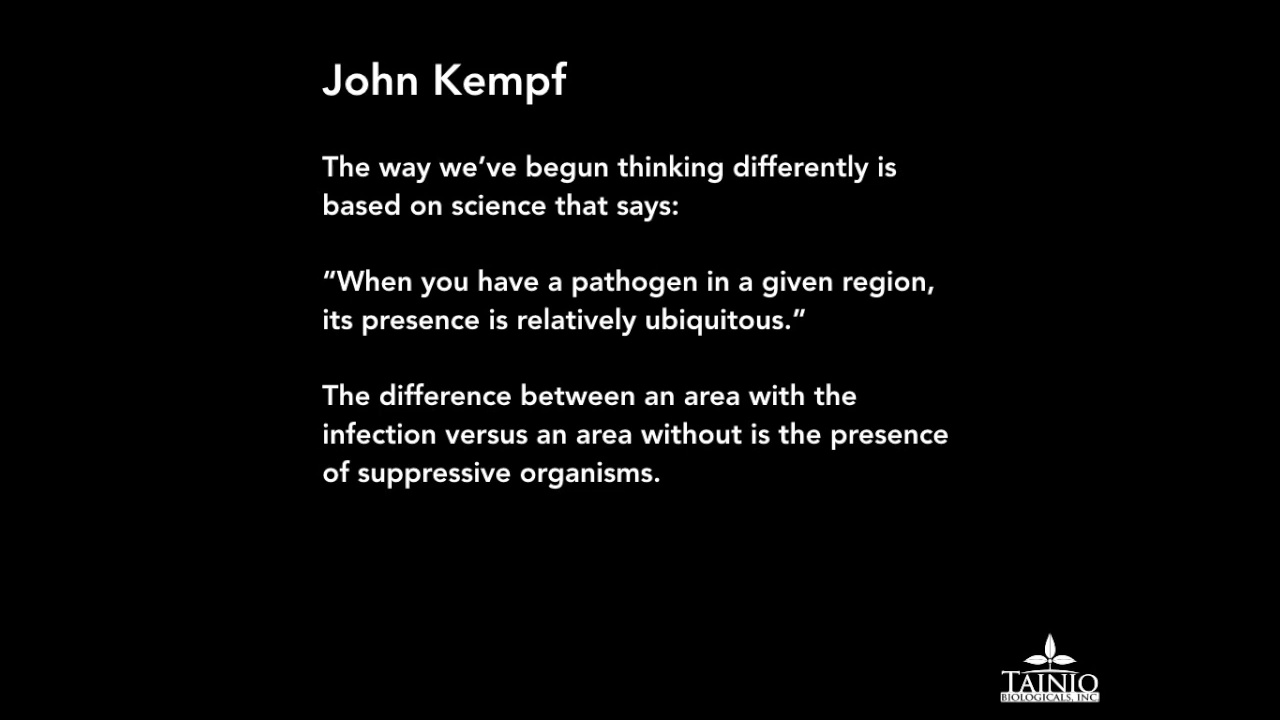 John Kempf
The way we’ve begun thinking differently is
based on science that says:
“When you have a pathogen in a given region,
its presence is relatively ubiquitous.”
The difference between an area with the
infection versus an area without is the presence
of suppressive organisms.
TAINIO
BIOLOGICALS, INC